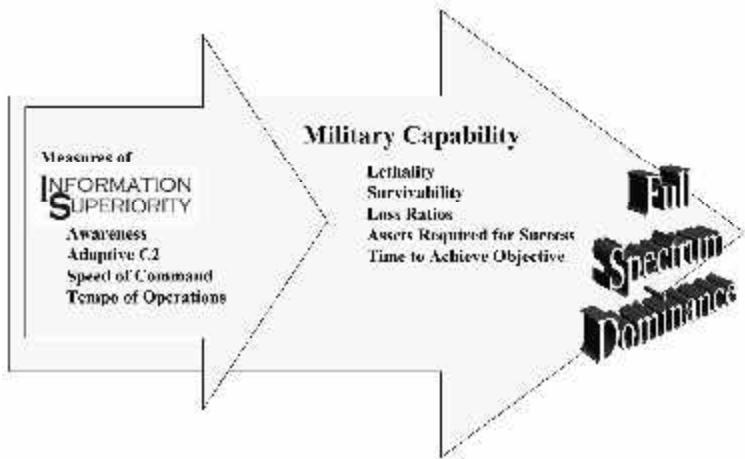 Measures of
INFORMATION
SUPERIORITY
Awareness
Adaptive C2
Speed of Command
Tempo of Operations
Military Capability
Lethality
Survivability
Loss Ratios
Assets Required for Success
Time to Achieve Objective
Full
Spectrum
Dominance